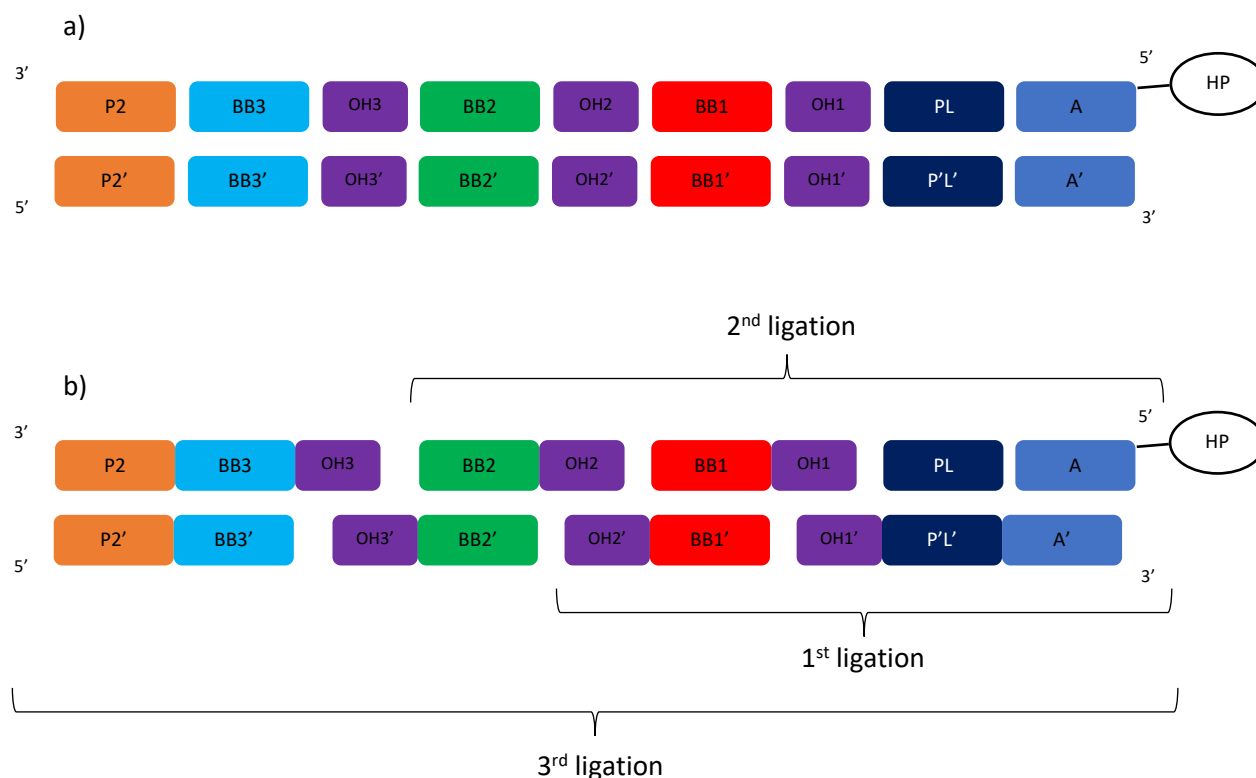 a)
3’
5’
HP
P2 BB3 OH3 BB2 OH2 BB1 OH1 PL A
P2’ BB3’ OH3’ BB2’ OH2’ BB1’ OH1’ P’L’ A’
5’
3’
2nd ligation
b)
3’
5’
HP
P2 BB3 OH3 BB2 OH2 BB1 OH1 PL A
P2’ BB3’ OH3’ BB2’ OH2’ BB1’ OH1’ P’L’ A’
5’
3’
1st ligation
3rd ligation